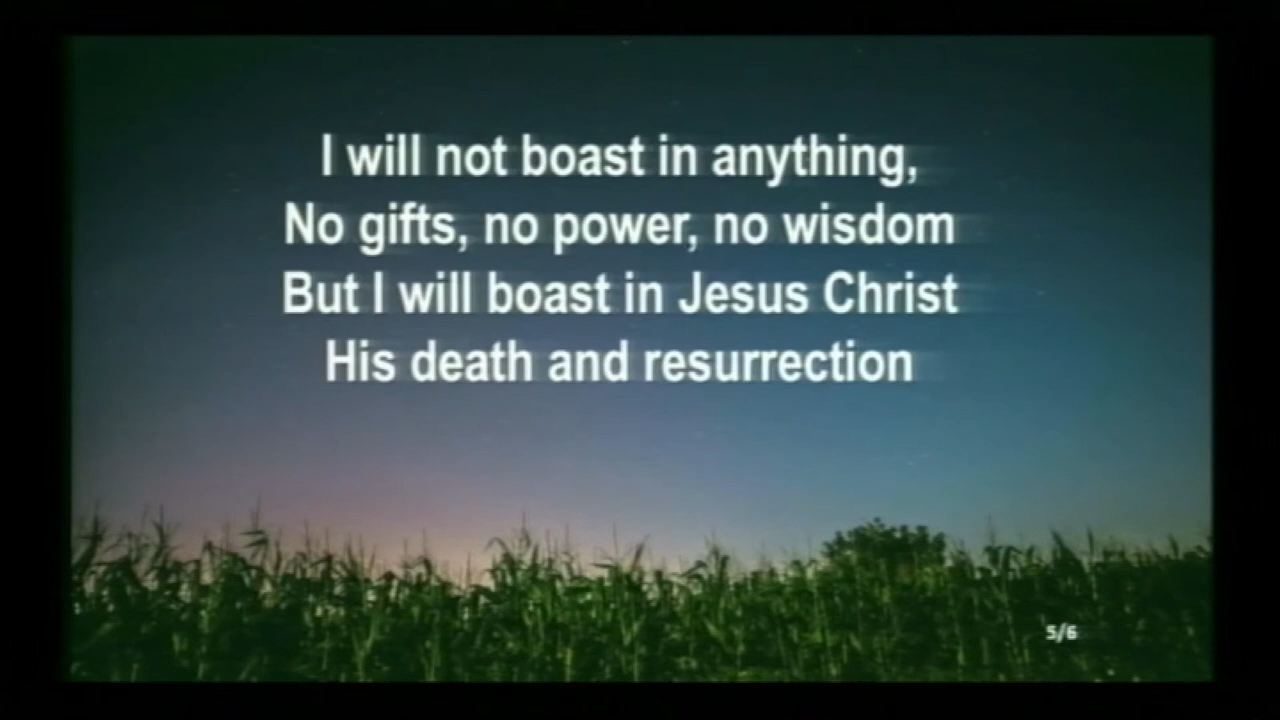 I will not boast in anything,
No gifts, no power, no wisdom
But I will boast in Jesus Christ
His death and resurrection
5/6